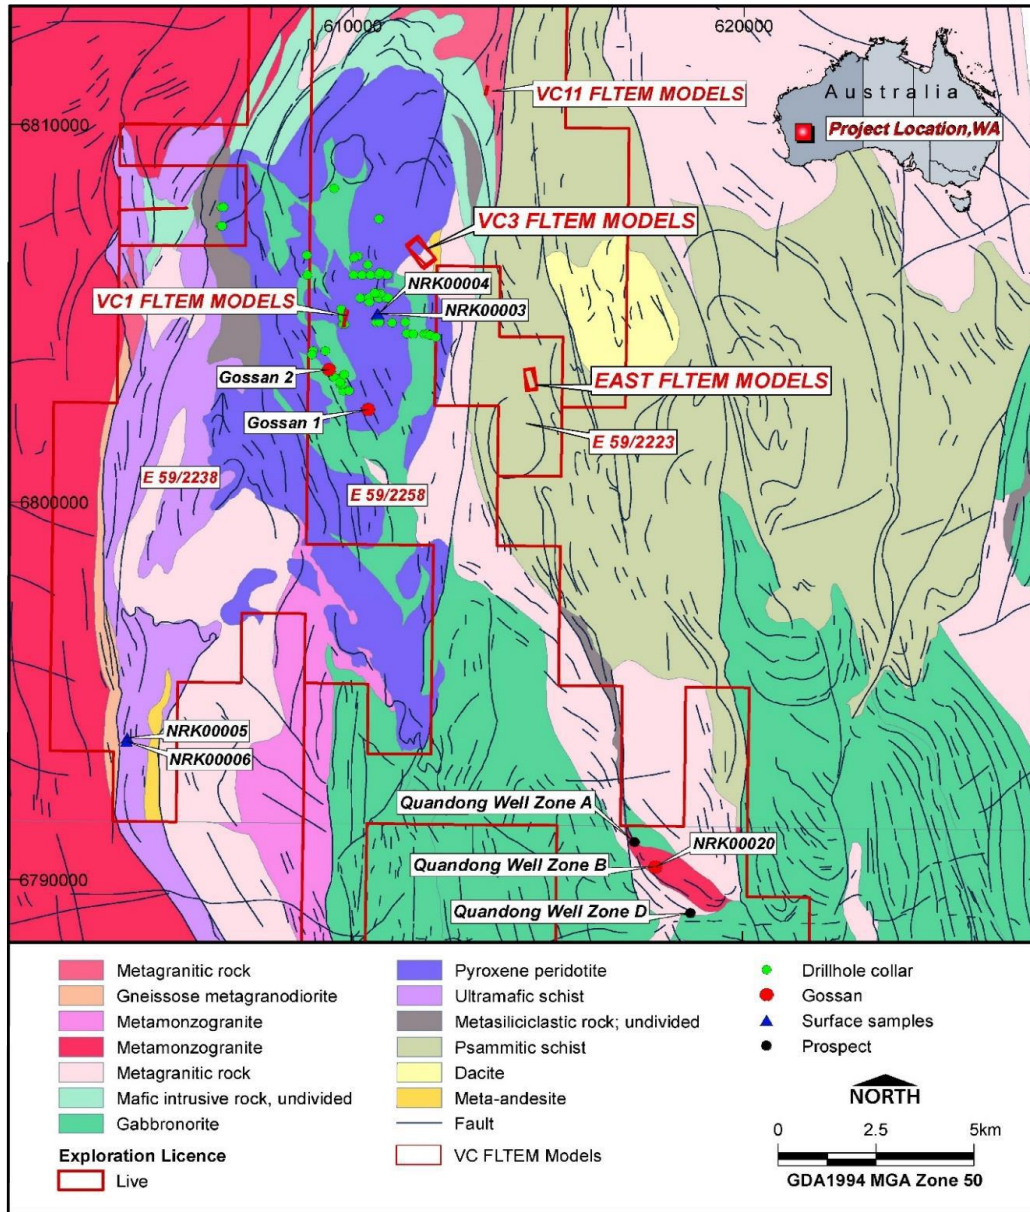 610000
620000
VC11 FLTEM MODELS
Australia
Project Location,WA
6810000
VC3 FLTEM MODELS
NRK00004
VC1 FLTEM MODELS
NRK00003
Gossan 2
EAST FLTEM MODELS
Gossan 1
E 59/2223
E 59/2238
E 59/2258
6800000
NRK00005
NRK00006
Quandong Well Zone A
NRK00020
Quandong Well Zone B
6790000
Quandong Well Zone D
Metagranitic rock
Gneissose metagranodiorite
Metamonzogranite
Metamonzogranite
Metagranitic rock
Mafic intrusive rock, undivided
Gabbronorite
Exploration Licence
Live
Pyroxene peridotite
Ultramafic schist
Metasiliciclastic rock; undivided
Psammitic schist
Dacite
Meta-andesite
Fault
VC FLTEM Models
Drillhole collar
Gossan
Surface samples
Prospect
NORTH
0 2.5 5km
GDA1994 MGA Zone 50